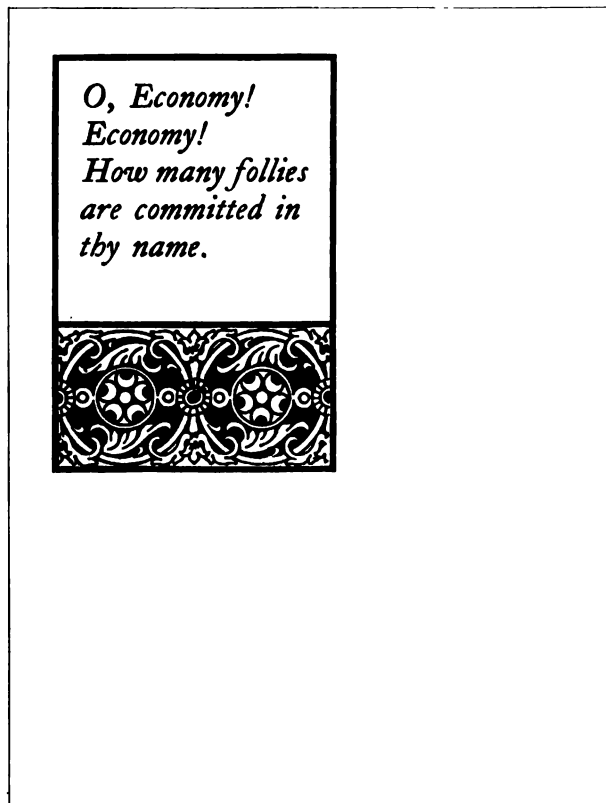 O, Economy!
Economy!
How many follies
are committed in
thy name.